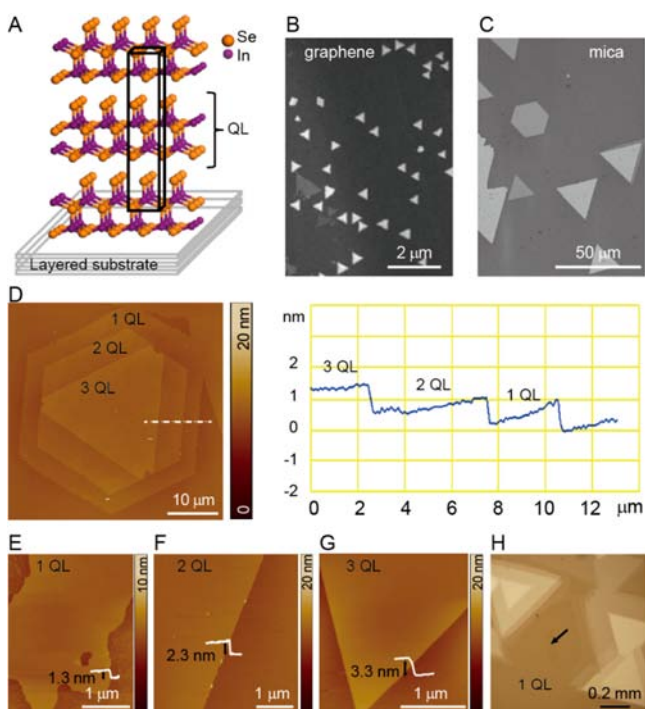 A
Se
In
QL
Layered substrate
B
graphene
2 μm
C
mica
50 μm
D
1 QL
2 QL
3 QL
10 μm
20 nm
0
nm
2
1
0
-1
-2
3 QL
2 QL
1 QL
0 2 4 6 8 10 12 μm
E
1 QL
1.3 nm
1 μm
10 nm
F
2 QL
2.3 nm
1 μm
20 nm
G
3 QL
3.3 nm
1 μm
20 nm
H
1 QL
0.2 mm